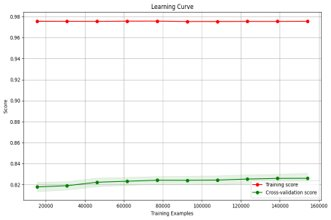 Learning Curve
0.98
0.96
0.94
0.92
0.90
0.88
0.86
0.84
0.82
Score
20000 40000 60000 80000 100000 120000 140000 160000
Training Examples
Training score
Cross-validation score